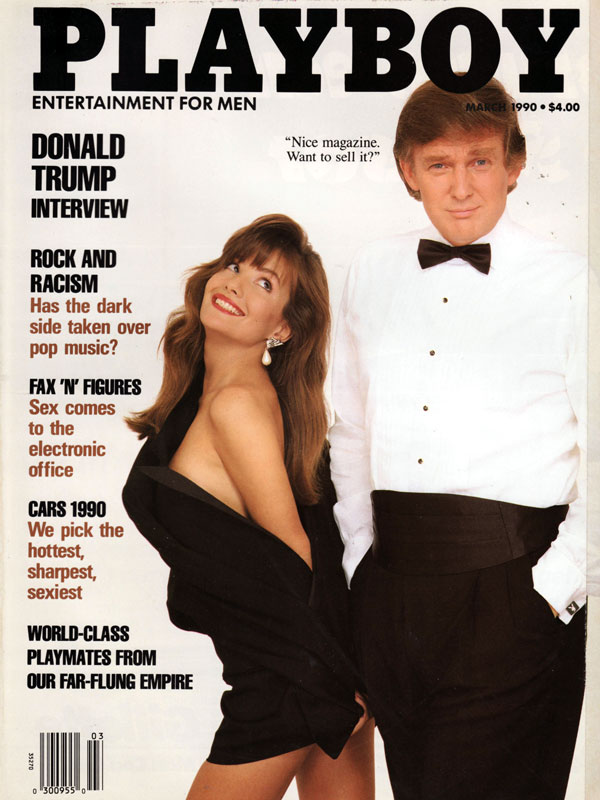 PLAYBOY
ENTERTAINMENT FOR MEN
MARCH 1990 • $4.00
DONALD
TRUMP
INTERVIEW
"Nice magazine.
Want to sell it?"
ROCK AND
RACISM
Has the dark
side taken over
pop music?
FAX 'N' FIGURES
Sex comes
to the
electronic
office
CARS 1990
We pick the
hottest,
sharpest,
sexiest
WORLD-CLASS
PLAYMATES FROM
OUR FAR-FLUNG EMPIRE
03
35270
0 300955 0